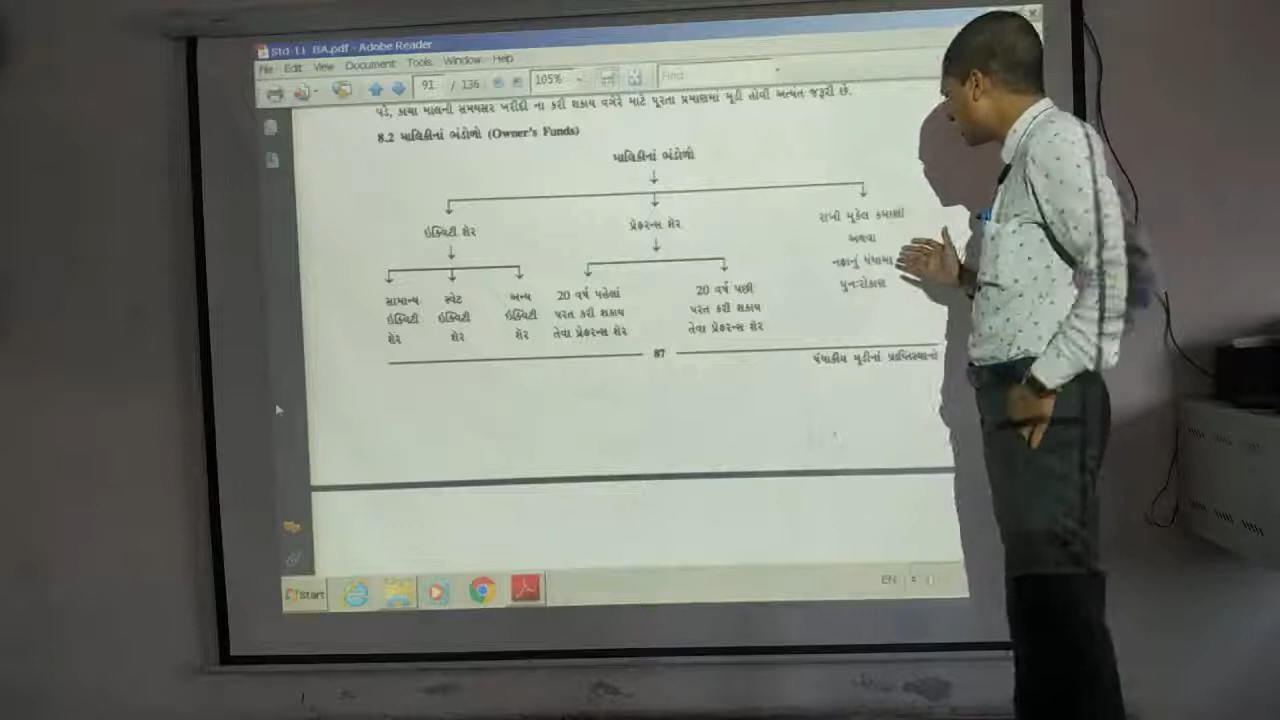 Std-11 BA.pdf - Adobe Reader
File Edit View Document Tools Window Help
91 / 136 105% Find
પડે, કાચા માલની સમયસર ખરીદી ના કરી શકાય વગેરે માટે પૂરતા પ્રમાણમાં મૂડી હોવી અત્યંત જરૂરી છે.
8.2 માલિકીનાં ભંડોળો (Owner's Funds)
માલિકીનાં ભંડોળો
ઇક્વિટી શેર પ્રેફરન્સ શેર રાખી મૂકેલ કમાણી
અથવા
નફાનું ધંધામાં
પુનઃરોકાણ
સામાન્ય સ્વેટ અન્ય 20 વર્ષ પહેલાં 20 વર્ષ પછી
ઇક્વિટી ઇક્વિટી ઇક્વિટી પરત કરી શકાય પરત કરી શકાય
શેર શેર શેર તેવા પ્રેફરન્સ શેર તેવા પ્રેફરન્સ શેર
87 ધંધાકીય મૂડીનાં પ્રાપ્તિસ્થાનો
Start EN